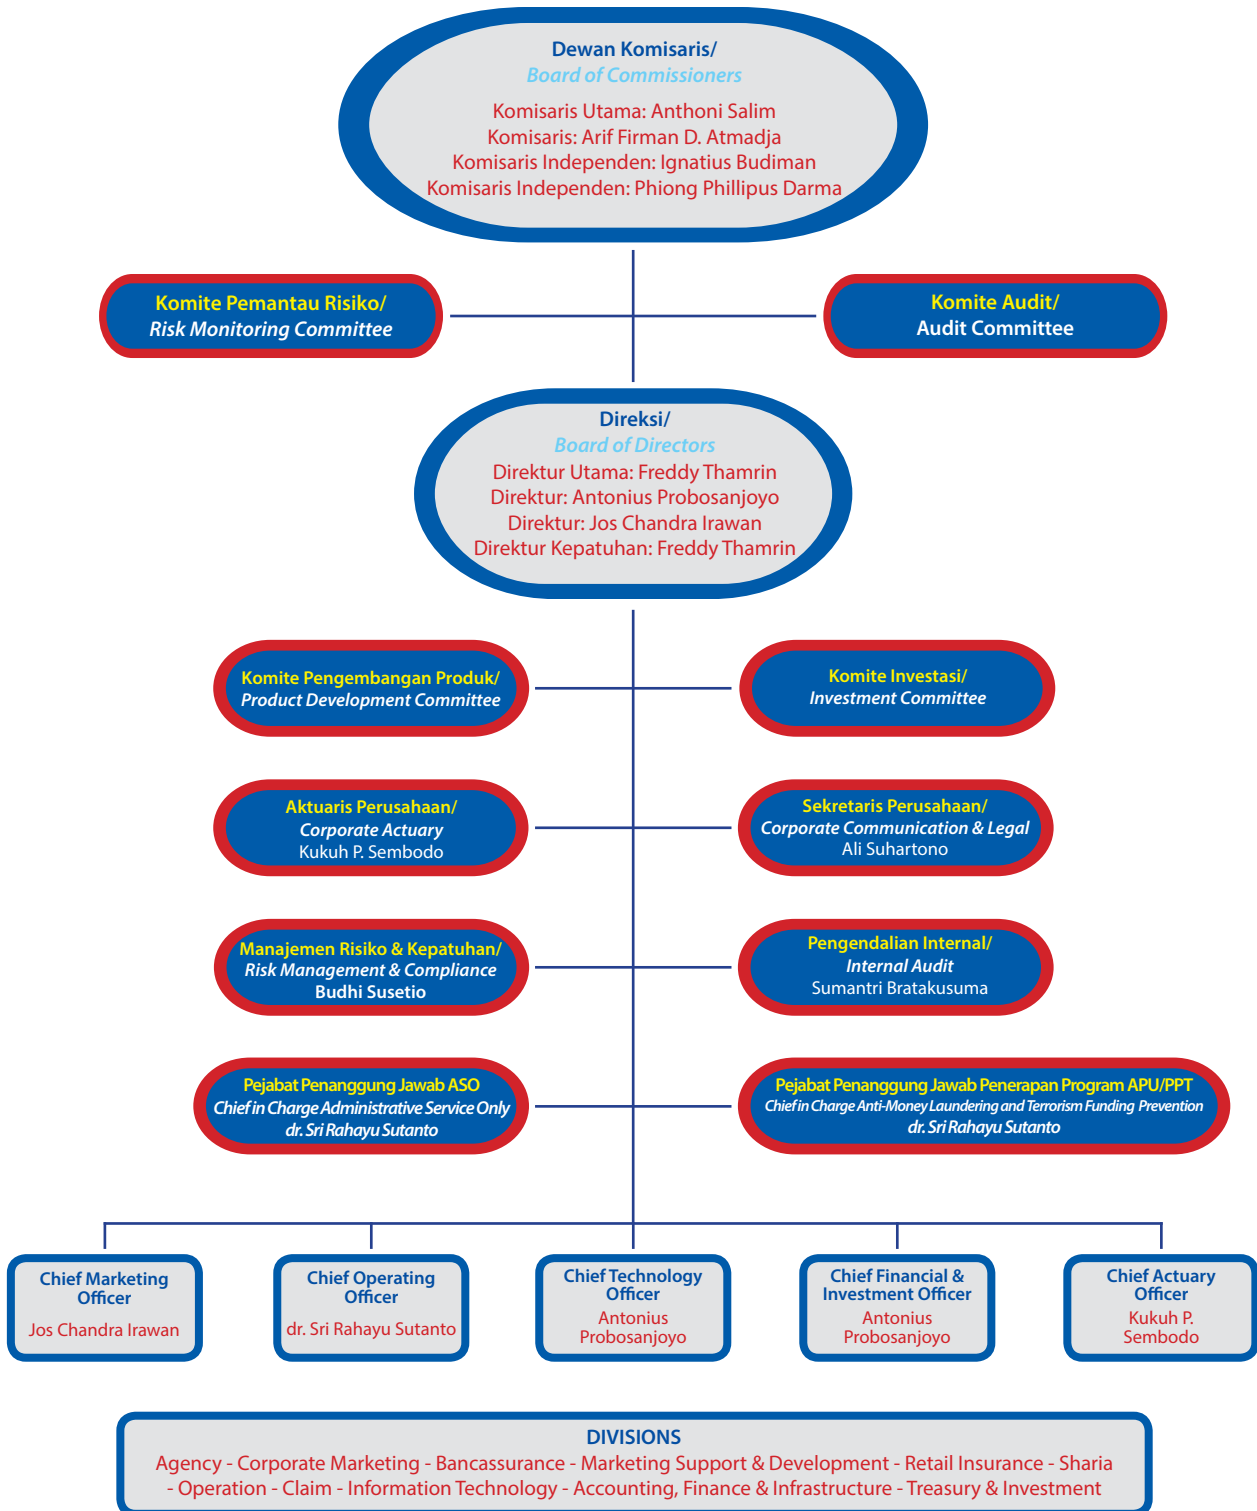 Dewan Komisaris/
Board of Commissioners
Komisaris Utama: Anthoni Salim
Komisaris: Arif Firman D. Atmadja
Komisaris Independen: Ignatius Budiman
Komisaris Independen: Phiong Phillipus Darma
Komite Pemantau Risiko/
Risk Monitoring Committee
Komite Audit/
Audit Committee
Direksi/
Board of Directors
Direktur Utama: Freddy Thamrin
Direktur: Antonius Probosanjoyo
Direktur: Jos Chandra Irawan
Direktur Kepatuhan: Freddy Thamrin
Komite Pengembangan Produk/
Product Development Committee
Komite Investasi/
Investment Committee
Aktuaris Perusahaan/
Corporate Actuary
Kukuh P. Sembodo
Sekretaris Perusahaan/
Corporate Communication & Legal
Ali Suhartono
Manajemen Risiko & Kepatuhan/
Risk Management & Compliance
Budhi Susetio
Pengendalian Internal/
Internal Audit
Sumantri Bratakusuma
Pejabat Penanggung Jawab ASO
Chief in Charge Administrative Service Only
dr. Sri Rahayu Sutanto
Pejabat Penanggung Jawab Penerapan Program APU/PPT
Chief in Charge Anti-Money Laundering and Terrorism Funding Prevention
dr. Sri Rahayu Sutanto
Chief Marketing
Officer
Jos Chandra Irawan
Chief Operating
Officer
dr. Sri Rahayu Sutanto
Chief Technology
Officer
Antonius
Probosanjoyo
Chief Financial &
Investment Officer
Antonius
Probosanjoyo
Chief Actuary
Officer
Kukuh P.
Sembodo
DIVISIONS
Agency - Corporate Marketing - Bancassurance - Marketing Support & Development - Retail Insurance - Sharia
- Operation - Claim - Information Technology - Accounting, Finance & Infrastructure - Treasury & Investment